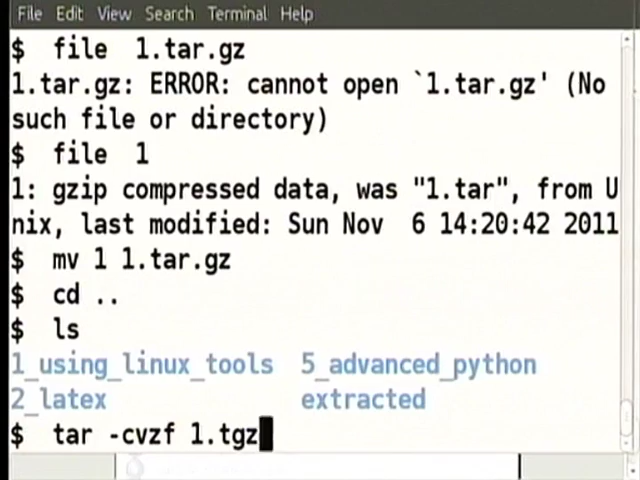 File Edit View Search Terminal Help
$ file 1.tar.gz
1.tar.gz: ERROR: cannot open `1.tar.gz' (No
such file or directory)
$ file 1
1: gzip compressed data, was "1.tar", from U
nix, last modified: Sun Nov  6 14:20:42 2011
$ mv 1 1.tar.gz
$ cd ..
$ ls
1_using_linux_tools 5_advanced_python
2_latex extracted
$ tar -cvzf 1.tgz